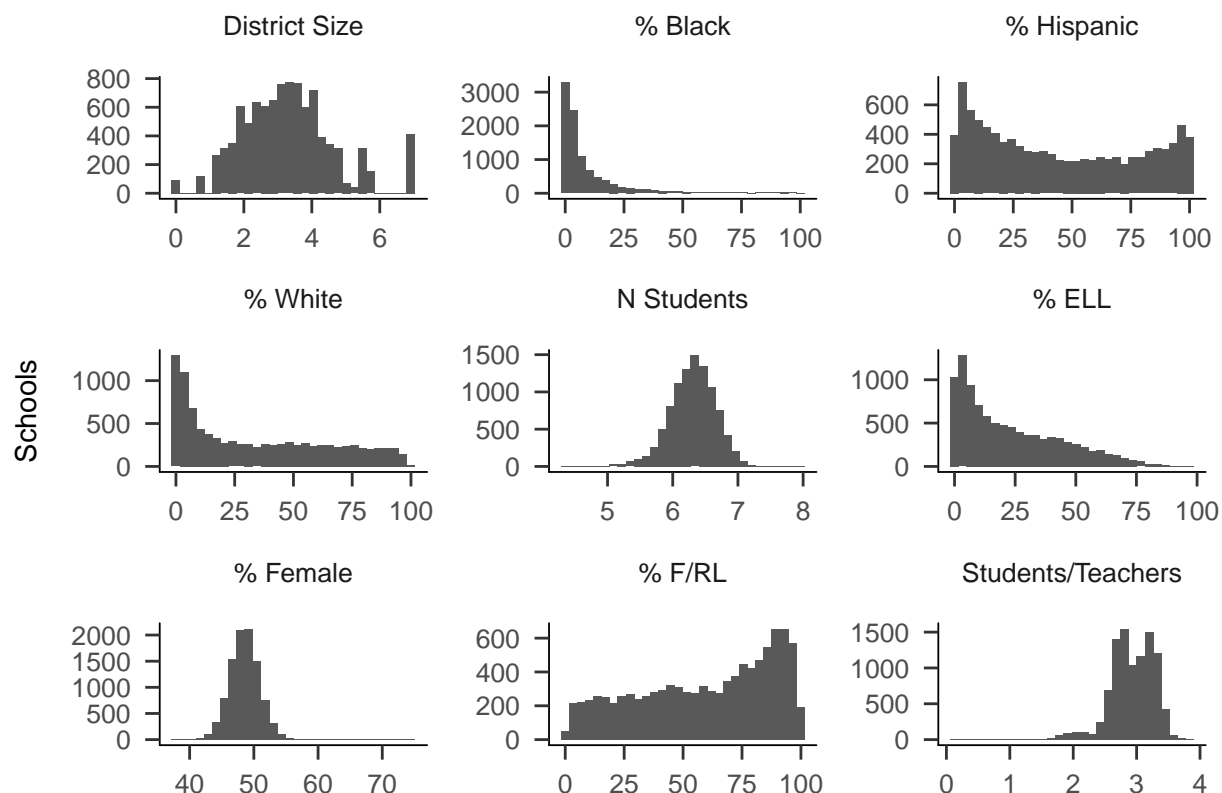 District Size
% Black
% Hispanic
800
600
400
200
0
0 2 4 6
3000
2000
1000
0
0 25 50 75 100
600
400
200
0
0 25 50 75 100
% White
N Students
% ELL
Schools
1000
500
0
0 25 50 75 100
1500
1000
500
0
5 6 7 8
1000
500
0
0 25 50 75 100
% Female
% F/RL
Students/Teachers
2000
1500
1000
500
0
40 50 60 70
600
400
200
0
0 25 50 75 100
1500
1000
500
0
0 1 2 3 4